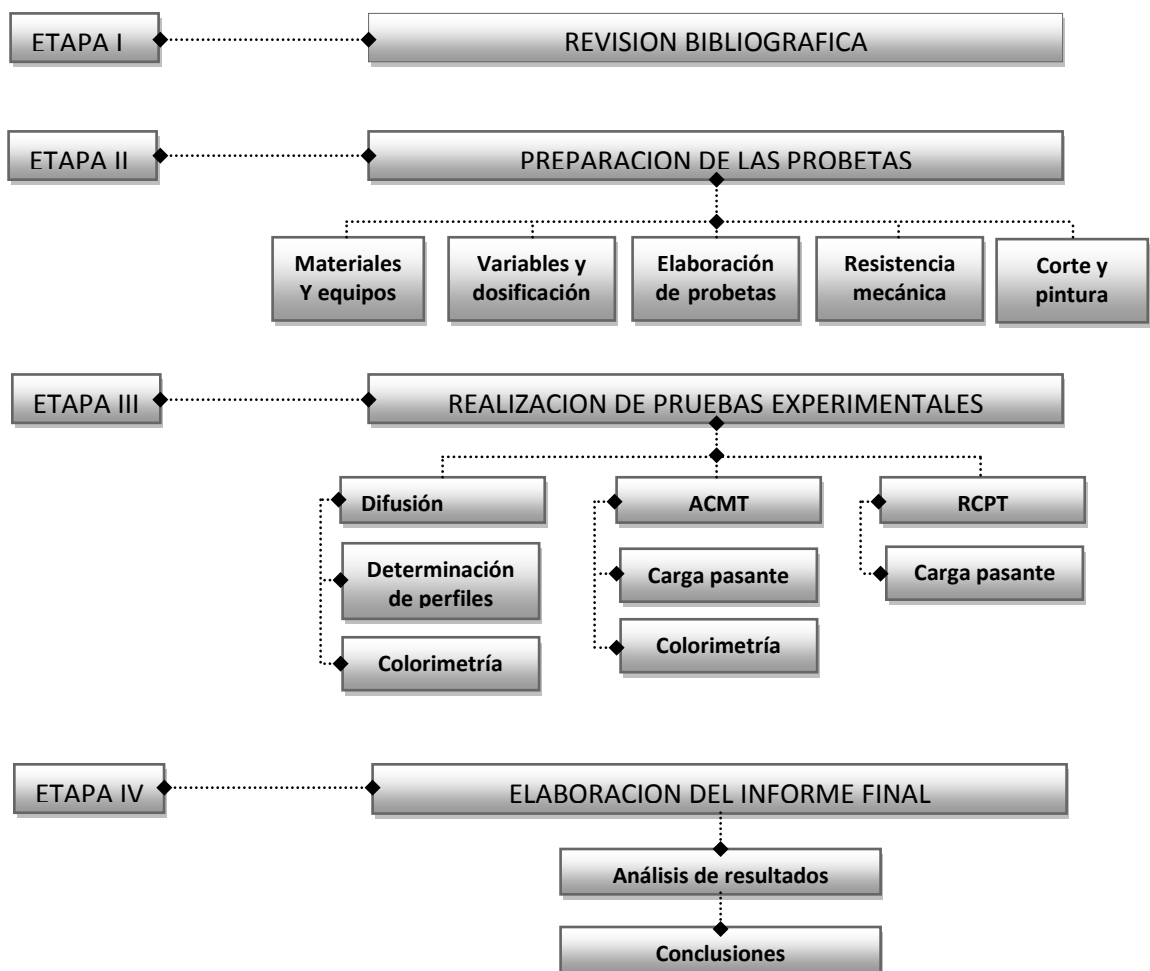 ETAPA I
REVISION BIBLIOGRAFICA
ETAPA II
PREPARACION DE LAS PROBETAS
Materiales
Y equipos
Variables y
dosificación
Elaboración
de probetas
Resistencia
mecánica
Corte y
pintura
ETAPA III
REALIZACION DE PRUEBAS EXPERIMENTALES
Difusión
Determinación
de perfiles
Colorimetría
ACMT
Carga pasante
Colorimetría
RCPT
Carga pasante
ETAPA IV
ELABORACION DEL INFORME FINAL
Análisis de resultados
Conclusiones